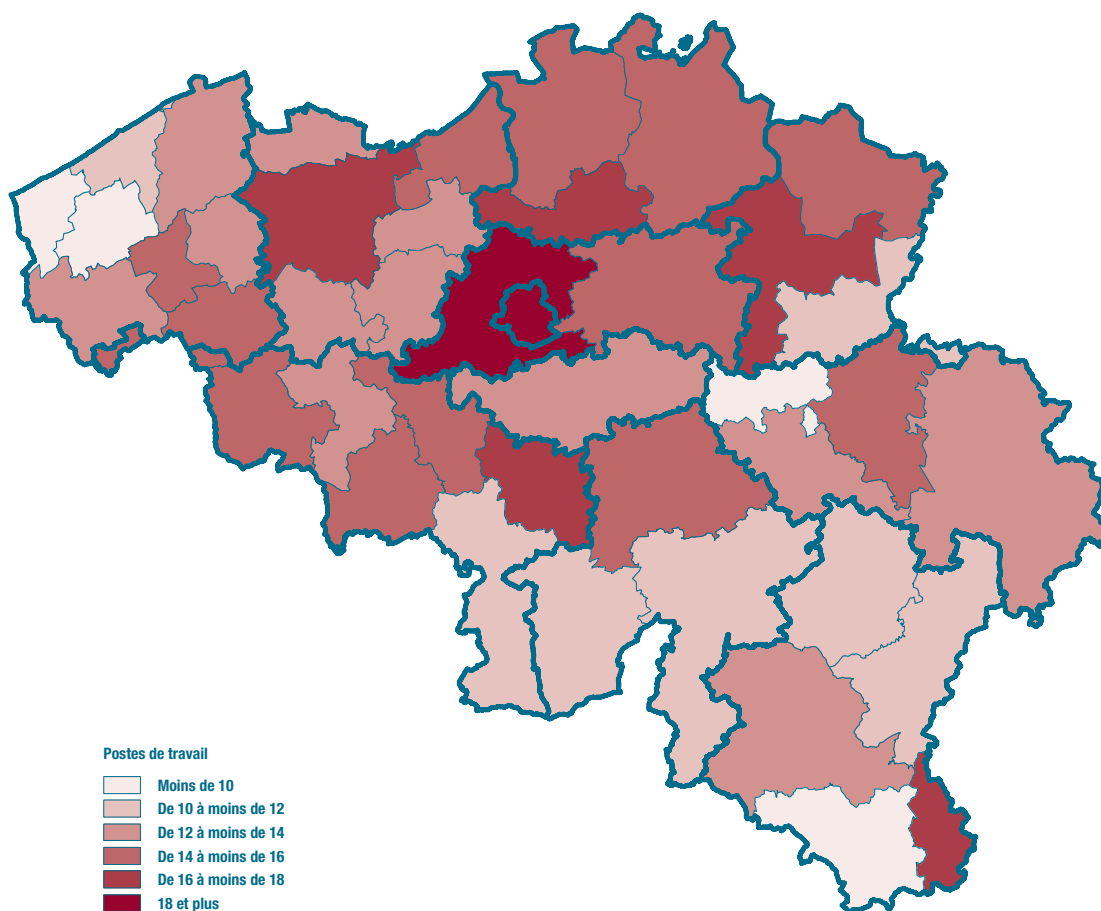 Postes de travail
Moins de 10
De 10 à moins de 12
De 12 à moins de 14
De 14 à moins de 16
De 16 à moins de 18
18 et plus